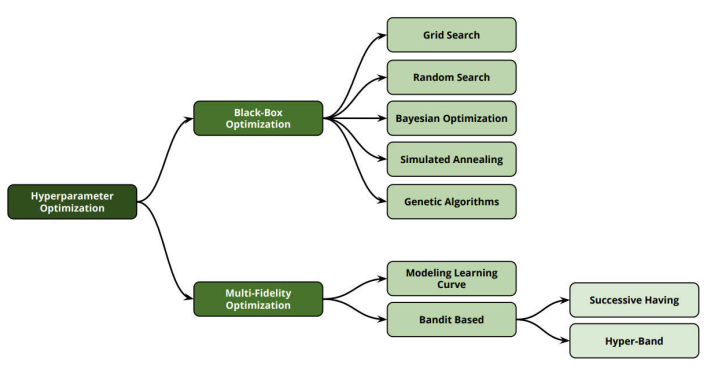 Grid Search
Random Search
Black-Box
Optimization
Bayesian Optimization
Simulated Annealing
Hyperparameter
Optimization
Genetic Algorithms
Modeling Learning
Curve
Multi-Fidelity
Optimization
Bandit Based
Successive Having
Hyper-Band